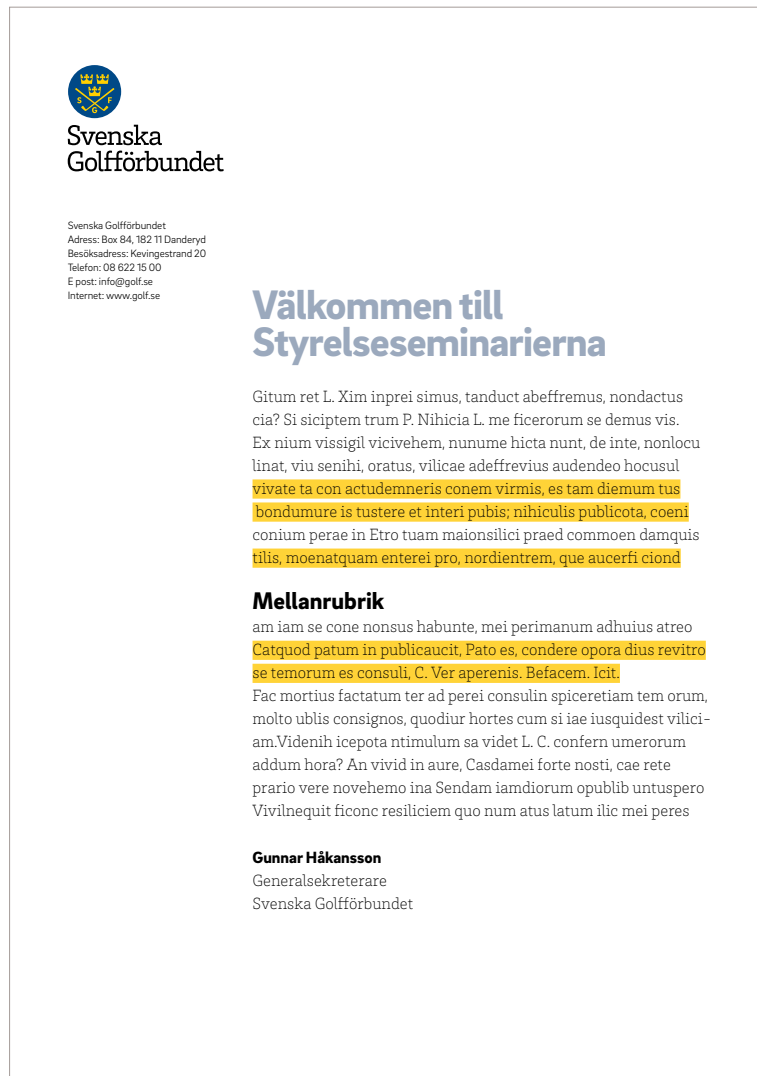 S G F
Svenska
Golfförbundet
Svenska Golfförbundet
Adress: Box 84, 182 11 Danderyd
Besöksadress: Kevingestrand 20
Telefon: 08 622 15 00
E post: info@golf.se
Internet: www.golf.se
Välkommen till
Styrelseseminarierna
Gitum ret L. Xim inprei simus, tanduct abeffremus, nondactus
cia? Si siciptem trum P. Nihicia L. me ficerorum se demus vis.
Ex nium vissigil vicivehem, nunume hicta nunt, de inte, nonlocu
linat, viu senihi, oratus, vilicae adeffrevius audendeo hocusul
vivate ta con actudemneris conem virmis, es tam diemum tus
bondumure is tustere et interi pubis; nihiculis publicota, coeni
conium perae in Etro tuam maionsilici praed commoen damquis
tilis, moenatquam enterei pro, nordientrem, que aucerfi ciond
Mellanrubrik
am iam se cone nonsus habunte, mei perimanum adhuius atreo
Catquod patum in publicaucit, Pato es, condere opora dius revitro
se temorum es consuli, C. Ver aperenis. Befacem. Icit.
Fac mortius factatum ter ad perei consulin spiceretiam tem orum,
molto ublis consignos, quodiur hortes cum si iae iusquidest vilici-
am.Videnih icepota ntimulum sa videt L. C. confern umerorum
addum hora? An vivid in aure, Casdamei forte nosti, cae rete
prario vere novehemo ina Sendam iamdiorum opublib untuspero
Vivilnequit ficonc resiliciem quo num atus latum ilic mei peres
Gunnar Håkansson
Generalsekreterare
Svenska Golfförbundet